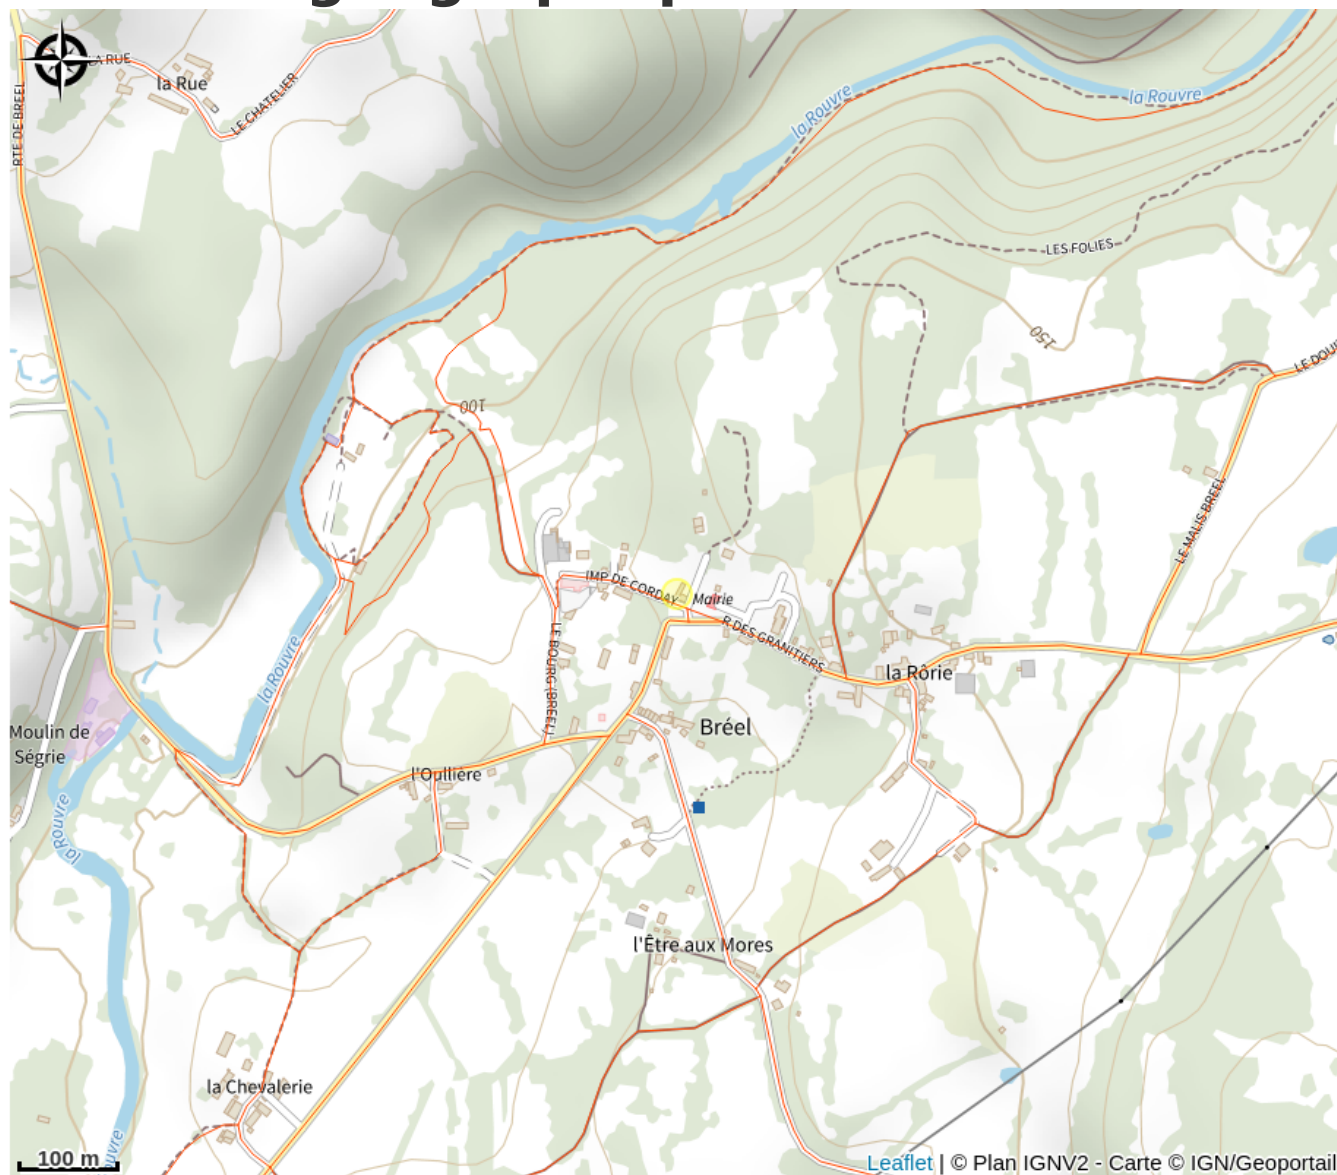 LA RUE
la Rue
LE CHATELIER
RTE DE BREEL
la Rouvre
la Rouvre
LES FOLIES
150
LE DOUI
100
LE MALIS BREEL
IMP DE CORDAY
Mairie
R DES GRANITIERS
LE BOURG (BREEL)
la Rouvre
la Rôrie
Moulin de
Ségrie
Bréel
l'Oullière
la Rouvre
l'Être aux Mores
la Chevalerie
100 m
Leaflet | © Plan IGNV2 - Carte © IGN/Geoportail